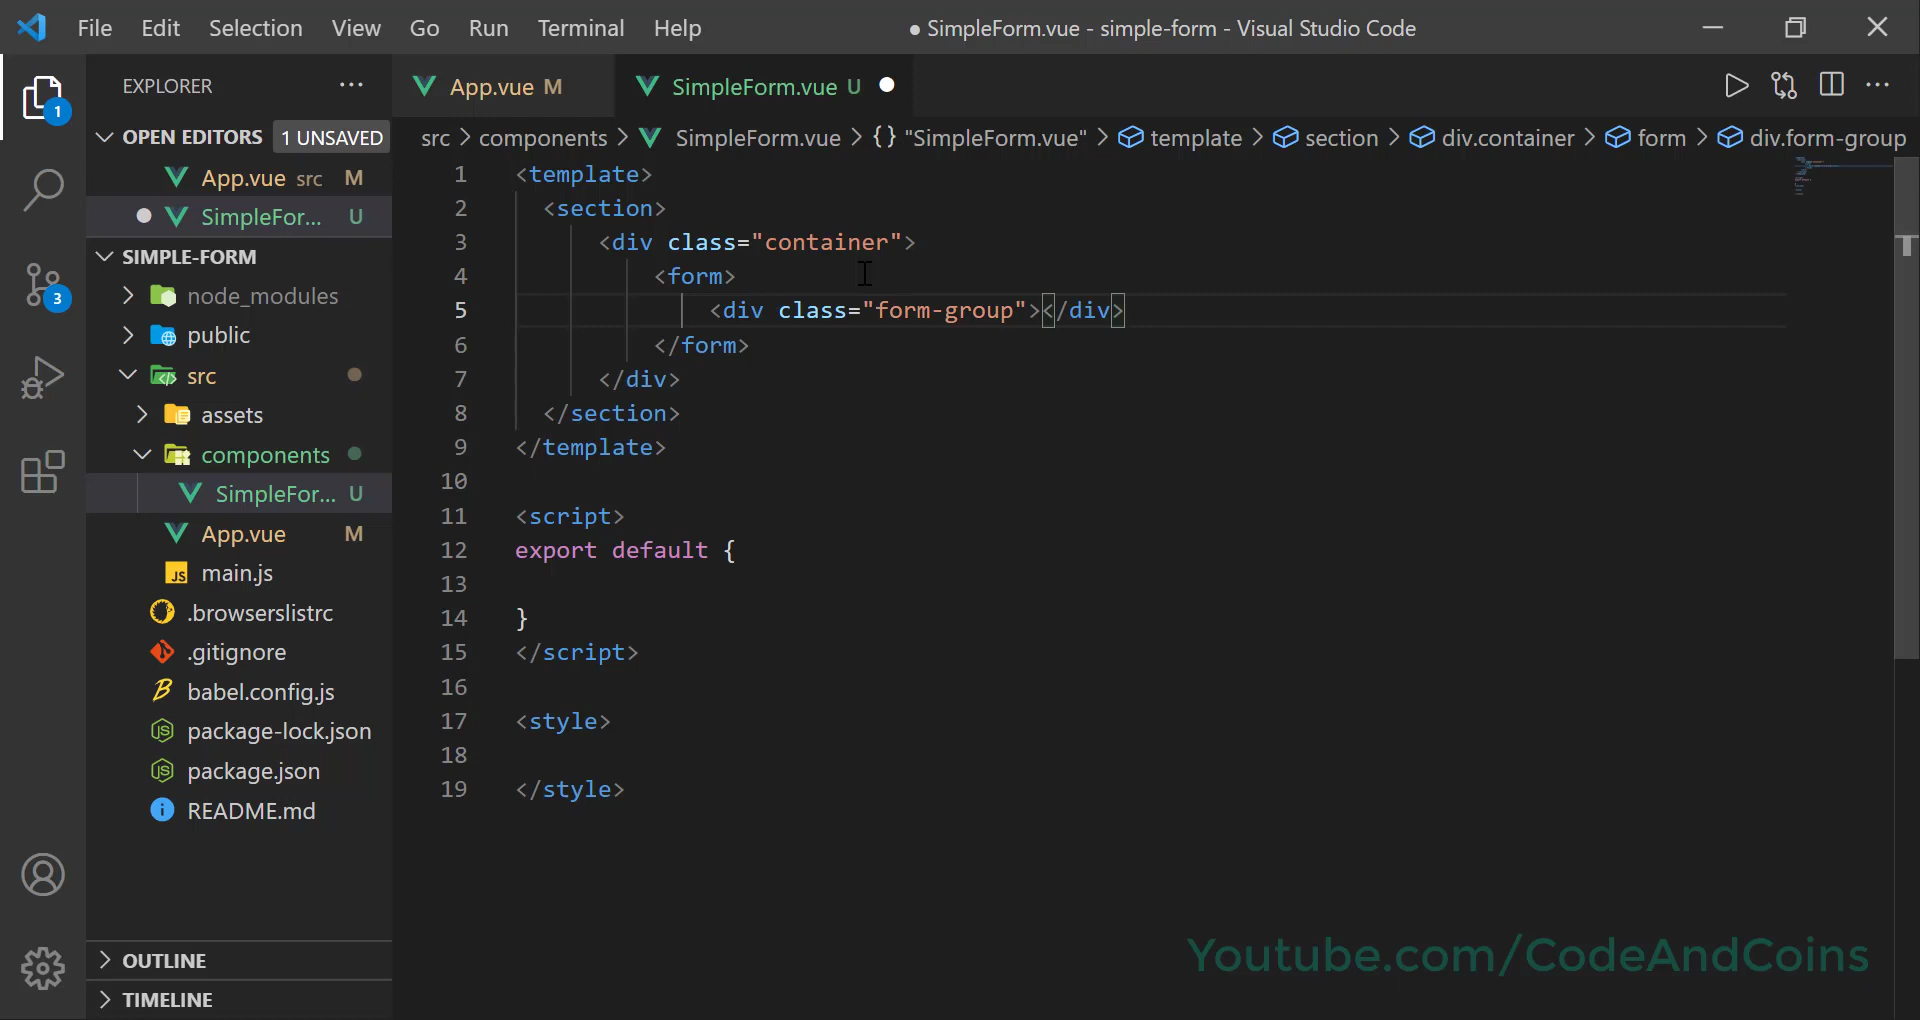 File Edit Selection View Go Run Terminal Help
● SimpleForm.vue - simple-form - Visual Studio Code
EXPLORER ···
App.vue M
SimpleForm.vue U
1
OPEN EDITORS 1 UNSAVED
src > components > SimpleForm.vue > {} "SimpleForm.vue" > template > section > div.container > form > div.form-group
App.vue src M
SimpleFor... U
SIMPLE-FORM
node_modules
public
src
assets
components
SimpleFor... U
App.vue M
main.js
JS
.browserslistrc
.gitignore
babel.config.js
package-lock.json
package.json
README.md
3
OUTLINE
TIMELINE
1 <template>
2 <section>
3 <div class="container">
4 <form>
5 <div class="form-group"></div>
6 </form>
7 </div>
8 </section>
9 </template>
10
11 <script>
12 export default {
13
14 }
15 </script>
16
17 <style>
18
19 </style>
Youtube.com/CodeAndCoins